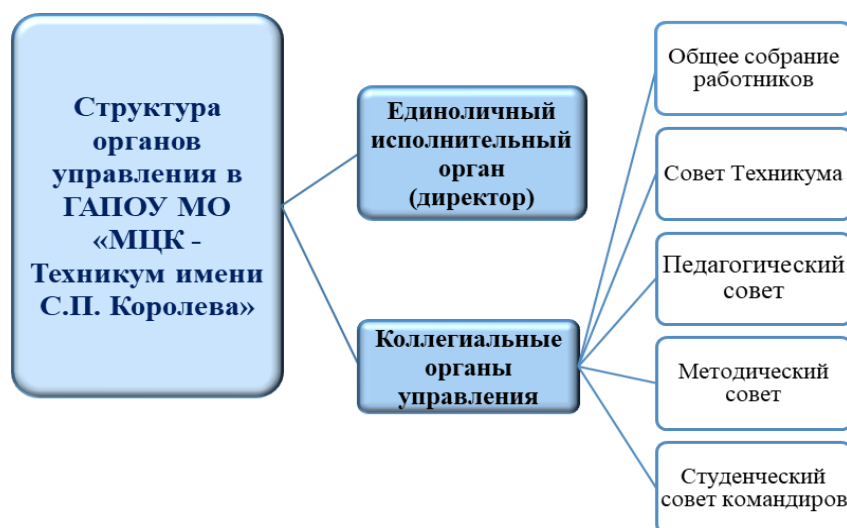 Структура
органов
управления в
ГАПОУ МО
«МЦК -
Техникум имени
С.П. Королева»
Единоличный
исполнительный
орган
(директор)
Коллегиальные
органы
управления
Общее собрание
работников
Совет Техникума
Педагогический
совет
Методический
совет
Студенческий
совет командиров